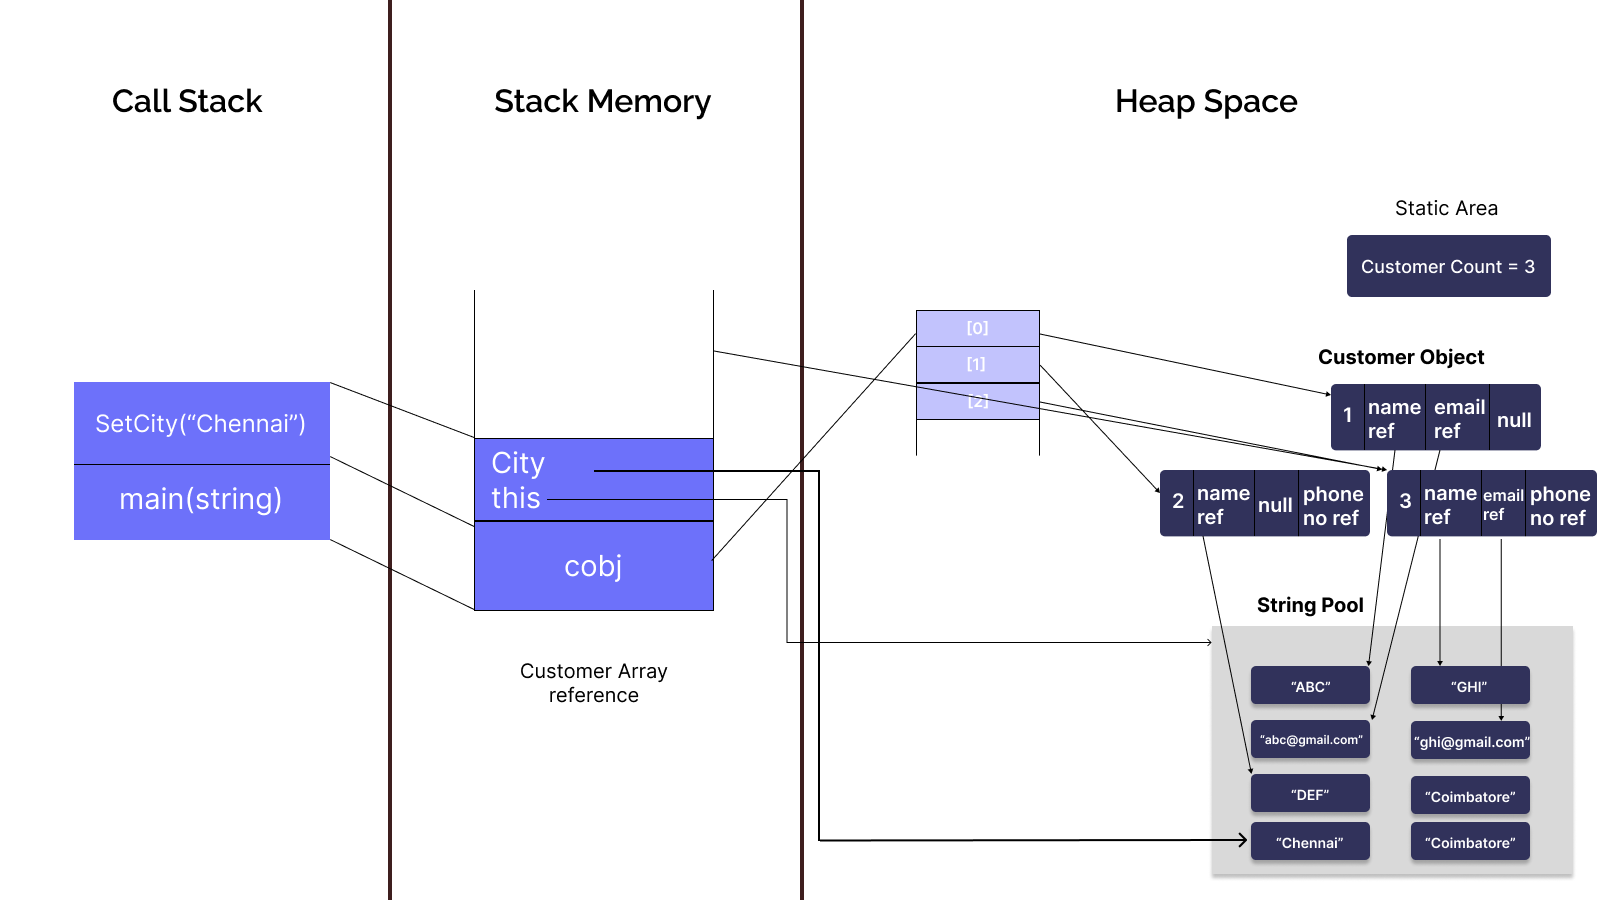 Call Stack
Stack Memory
Heap Space
Static Area
Customer Count = 3
[0]
[1]
[2]
Customer Object
1
name
ref
email
ref
null
SetCity(“Chennai”)
main(string)
City
this
cobj
2
name
ref
null
phone
no ref
3
name
ref
email
ref
phone
no ref
Customer Array
reference
String Pool
“ABC”
“GHI”
“abc@gmail.com”
“ghi@gmail.com”
“DEF”
“Coimbatore”
“Chennai”
“Coimbatore”